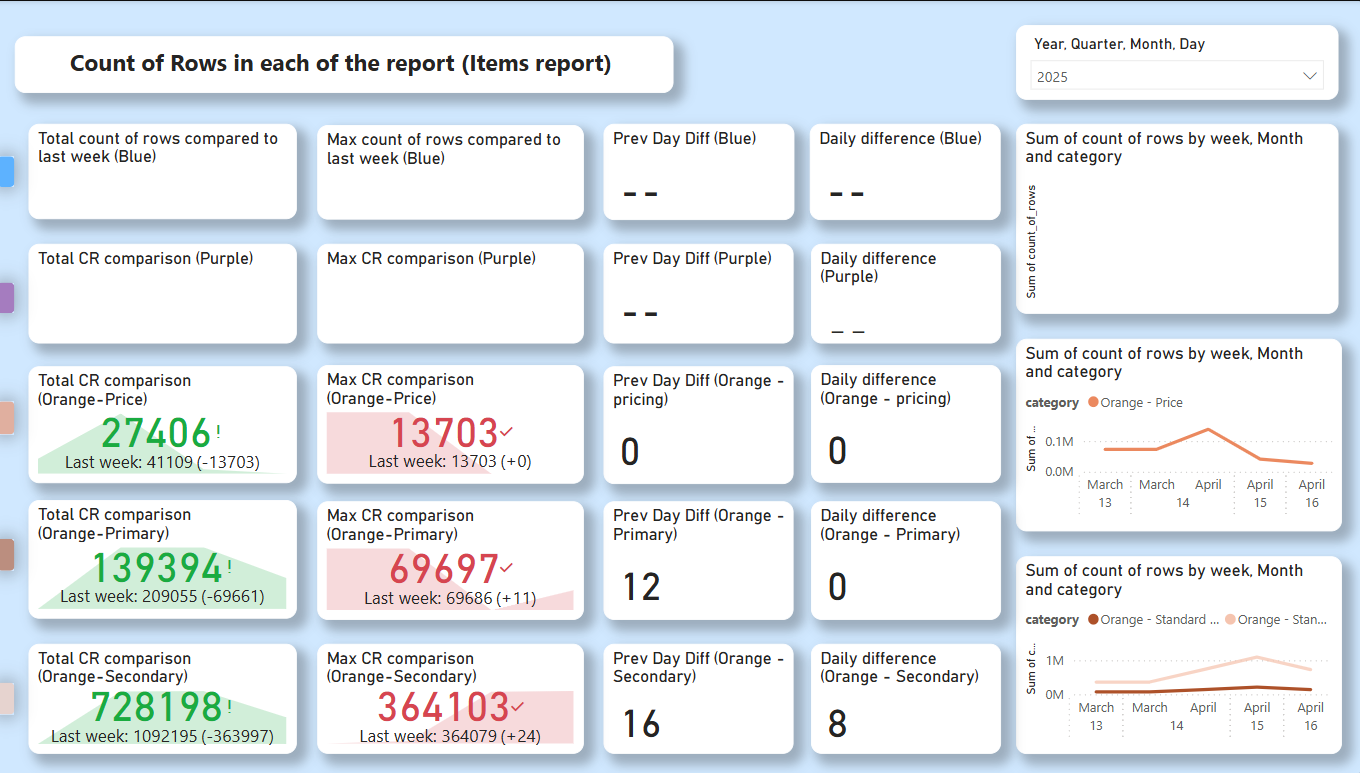 Count of Rows in each of the report (Items report)
Year, Quarter, Month, Day
2025
Total count of rows compared to
last week (Blue)
Max count of rows compared to
last week (Blue)
Prev Day Diff (Blue)
--
Daily difference (Blue)
--
Sum of count of rows by week, Month
and category
Sum of count_of_rows
Total CR comparison (Purple)
Max CR comparison (Purple)
Prev Day Diff (Purple)
--
Daily difference
(Purple)
--
Total CR comparison
(Orange-Price)
27406!
Last week: 41109 (-13703)
Max CR comparison
(Orange-Price)
13703✓
Last week: 13703 (+0)
Prev Day Diff (Orange -
pricing)
0
Daily difference
(Orange - pricing)
0
Sum of count of rows by week, Month
and category
category Orange - Price
Sum of ...
0.1M
0.0M
March March April April April
13 14 15 16
Total CR comparison
(Orange-Primary)
139394!
Last week: 209055 (-69661)
Max CR comparison
(Orange-Primary)
69697✓
Last week: 69686 (+11)
Prev Day Diff (Orange -
Primary)
12
Daily difference
(Orange - Primary)
0
Total CR comparison
(Orange-Secondary)
728198!
Last week: 1092195 (-363997)
Max CR comparison
(Orange-Secondary)
364103✓
Last week: 364079 (+24)
Prev Day Diff (Orange -
Secondary)
16
Daily difference
(Orange - Secondary)
8
Sum of count of rows by week, Month
and category
category Orange - Standard ... Orange - Stan...
Sum of c...
1M
0M
March March April April April
13 14 15 16